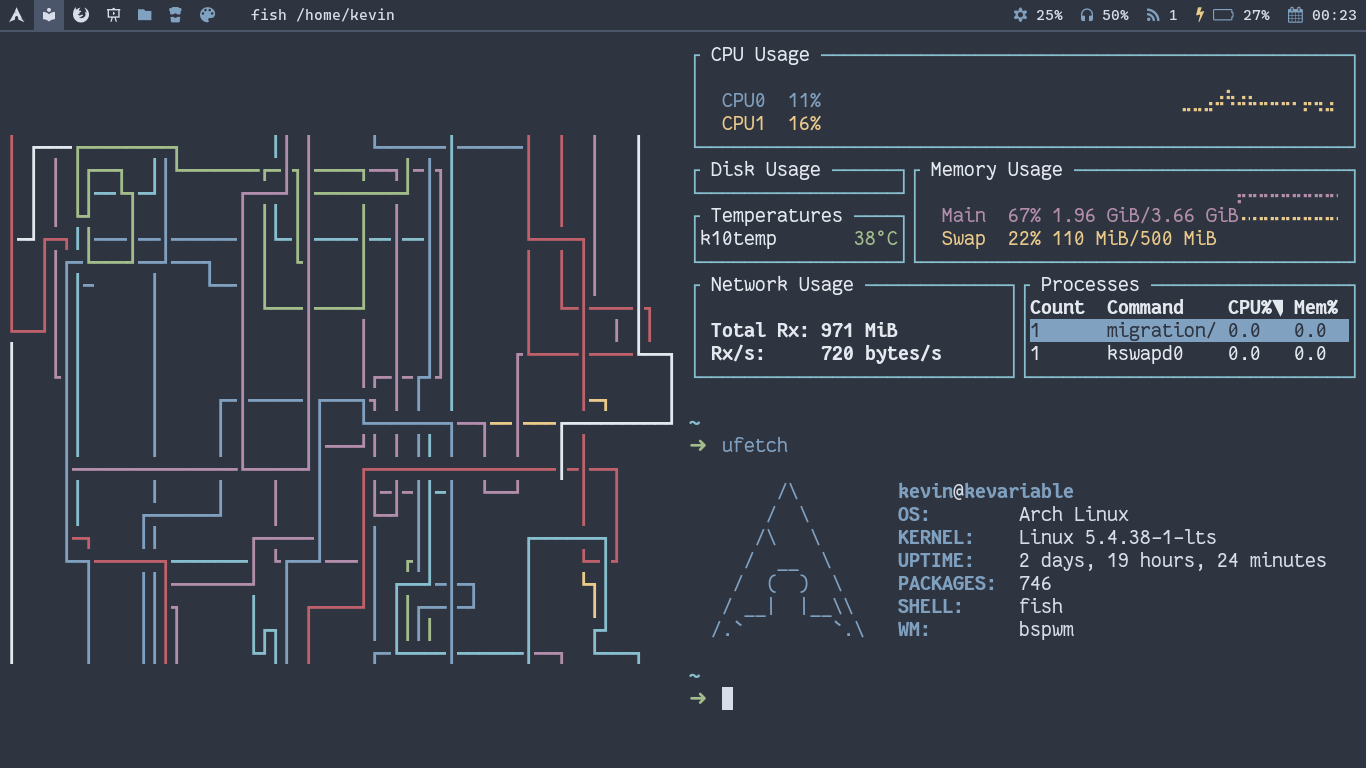 fish /home/kevin
25% 50% 1 27% 00:23
CPU Usage
CPU0 11%
CPU1 16%
Disk Usage
Memory Usage
Main 67% 1.96 GiB/3.66 GiB
Swap 22% 110 MiB/500 MiB
Temperatures
k10temp 38°C
Network Usage
Total Rx: 971 MiB
Rx/s: 720 bytes/s
Processes
Count Command CPU%▼ Mem%
1 migration/ 0.0 0.0
1 kswapd0 0.0 0.0
~
➜ ufetch
kevin@kevariable
OS: Arch Linux
KERNEL: Linux 5.4.38-1-lts
UPTIME: 2 days, 19 hours, 24 minutes
PACKAGES: 746
SHELL: fish
WM: bspwm
~
➜